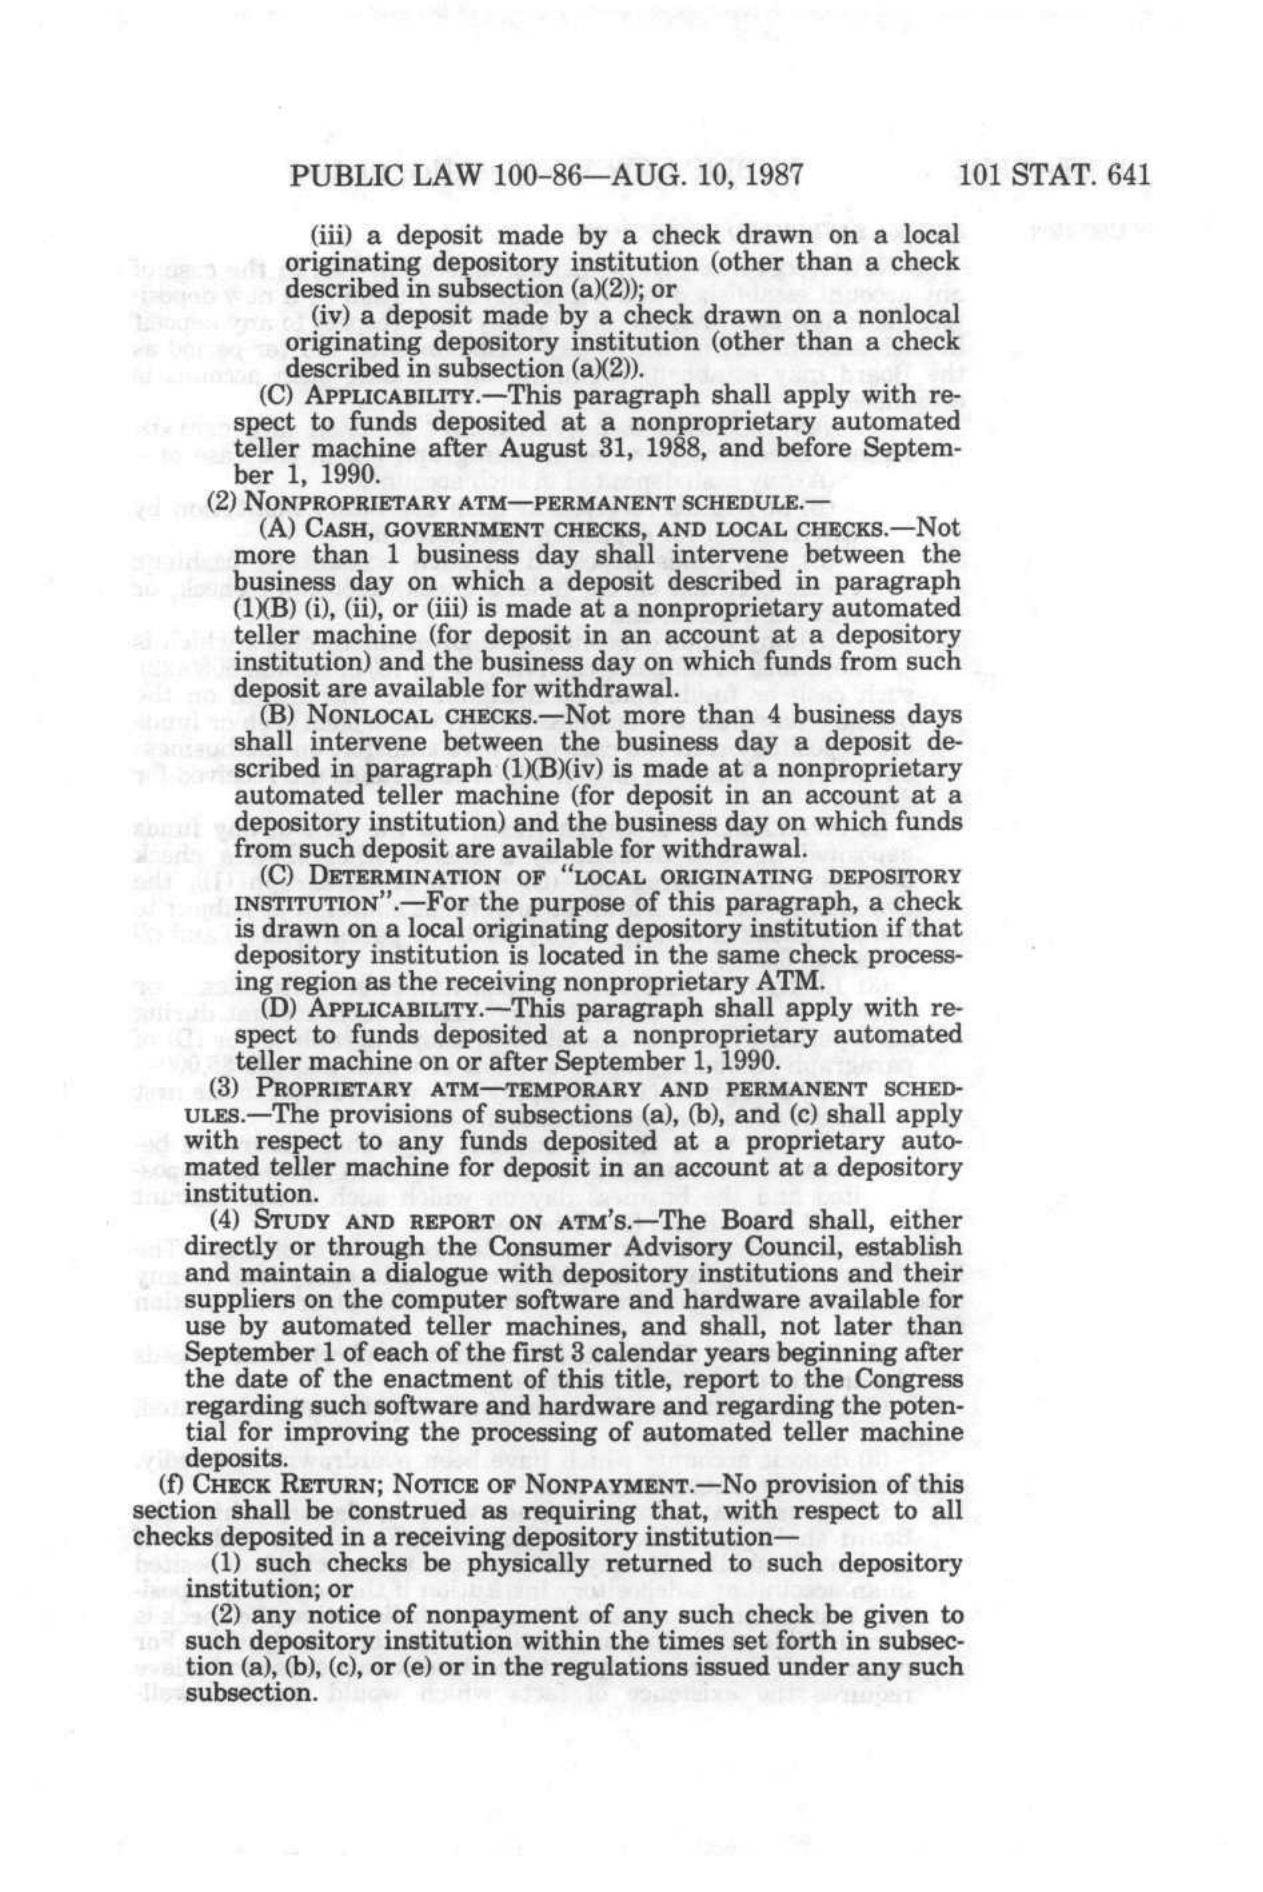 PUBLIC LAW 100-86—AUG. 10, 1987 101 STAT. 641
(iii) a deposit made by a check drawn on a local
originating depository institution (other than a check
described in subsection (a)(2)); or
(iv) a deposit made by a check drawn on a nonlocal
originating depository institution (other than a check
described in subsection (a)(2)).
(C) APPLICABILITY.—This paragraph shall apply with re-
spect to funds deposited at a nonproprietary automated
teller machine after August 31, 1988, and before Septem-
ber 1, 1990.
(2) NONPROPRIETARY ATM—PERMANENT SCHEDULE.—
(A) CASH, GOVERNMENT CHECKS, AND LOCAL CHECKS.—Not
more than 1 business day shall intervene between the
business day on which a deposit described in paragraph
(1)(B) (i), (ii), or (iii) is made at a nonproprietary automated
teller machine (for deposit in an account at a depository
institution) and the business day on which funds from such
deposit are available for withdrawal.
(B) NONLOCAL CHECKS.—Not more than 4 business days
shall intervene between the business day a deposit de-
scribed in paragraph (1)(B)(iv) is made at a nonproprietary
automated teller machine (for deposit in an account at a
depository institution) and the business day on which funds
from such deposit are available for withdrawal.
(C) DETERMINATION OF "LOCAL ORIGINATING DEPOSITORY
INSTITUTION".—For the purpose of this paragraph, a check
is drawn on a local originating depository institution if that
depository institution is located in the same check process-
ing region as the receiving nonproprietary ATM.
(D) APPLICABILITY.—This paragraph shall apply with re-
spect to funds deposited at a nonproprietary automated
teller machine on or after September 1, 1990.
(3) PROPRIETARY ATM—TEMPORARY AND PERMANENT SCHED-
ULES.—The provisions of subsections (a), (b), and (c) shall apply
with respect to any funds deposited at a proprietary auto-
mated teller machine for deposit in an account at a depository
institution.
(4) STUDY AND REPORT ON ATM'S.—The Board shall, either
directly or through the Consumer Advisory Council, establish
and maintain a dialogue with depository institutions and their
suppliers on the computer software and hardware available for
use by automated teller machines, and shall, not later than
September 1 of each of the first 3 calendar years beginning after
the date of the enactment of this title, report to the Congress
regarding such software and hardware and regarding the poten-
tial for improving the processing of automated teller machine
deposits.
(f) CHECK RETURN; NOTICE OF NONPAYMENT.—No provision of this
section shall be construed as requiring that, with respect to all
checks deposited in a receiving depository institution—
(1) such checks be physically returned to such depository
institution; or
(2) any notice of nonpayment of any such check be given to
such depository institution within the times set forth in subsec-
tion (a), (b), (c), or (e) or in the regulations issued under any such
subsection.